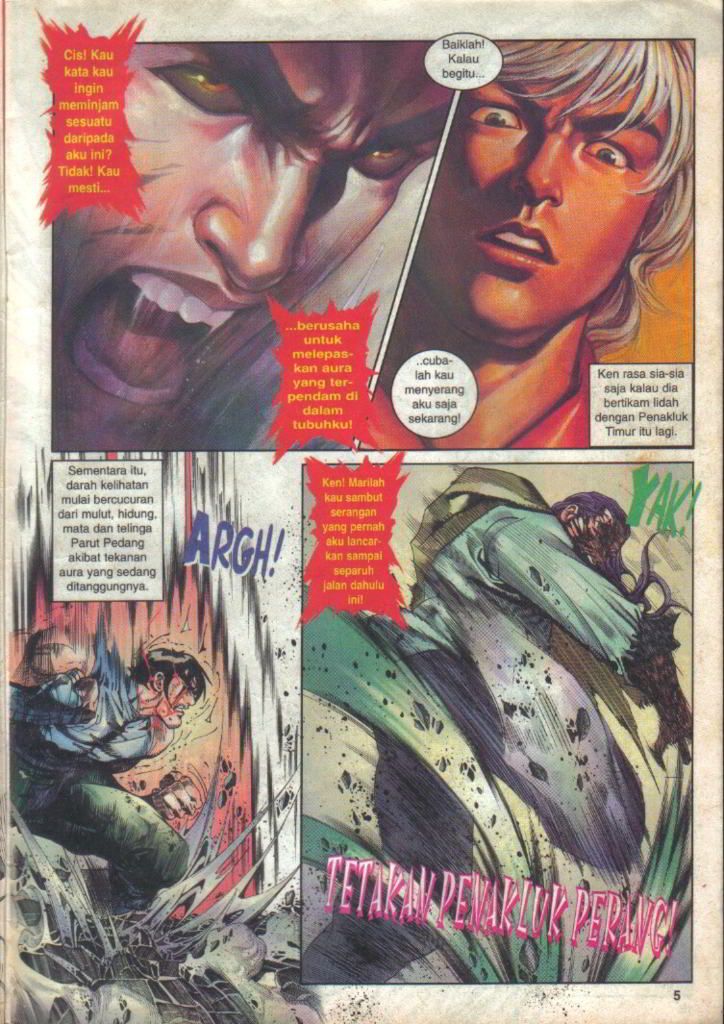 Cis! Kau
kata kau
ingin
meminjam
sesuatu
daripada
aku ini?
Tidak! Kau
mesti...
...berusaha
untuk
melepas-
kan aura
yang ter-
pendam di
dalam
tubuhku!
Baiklah!
Kalau
begitu...
..cuba-
lah kau
menyerang
aku saja
sekarang!
Ken rasa sia-sia
saja kalau dia
bertikam lidah
dengan Penakluk
Timur itu lagi.
Sementara itu,
darah kelihatan
mulai bercucuran
dari mulut, hidung,
mata dan telinga
Parut Pedang
akibat tekanan
aura yang sedang
ditanggungnya.
ARGH!
Ken! Marilah
kau sambut
serangan
yang pernah
aku lancar-
kan sampai
separuh
jalan dahulu
ini!
YAK!
TETAKAN PENAKLUK PERANG!
5